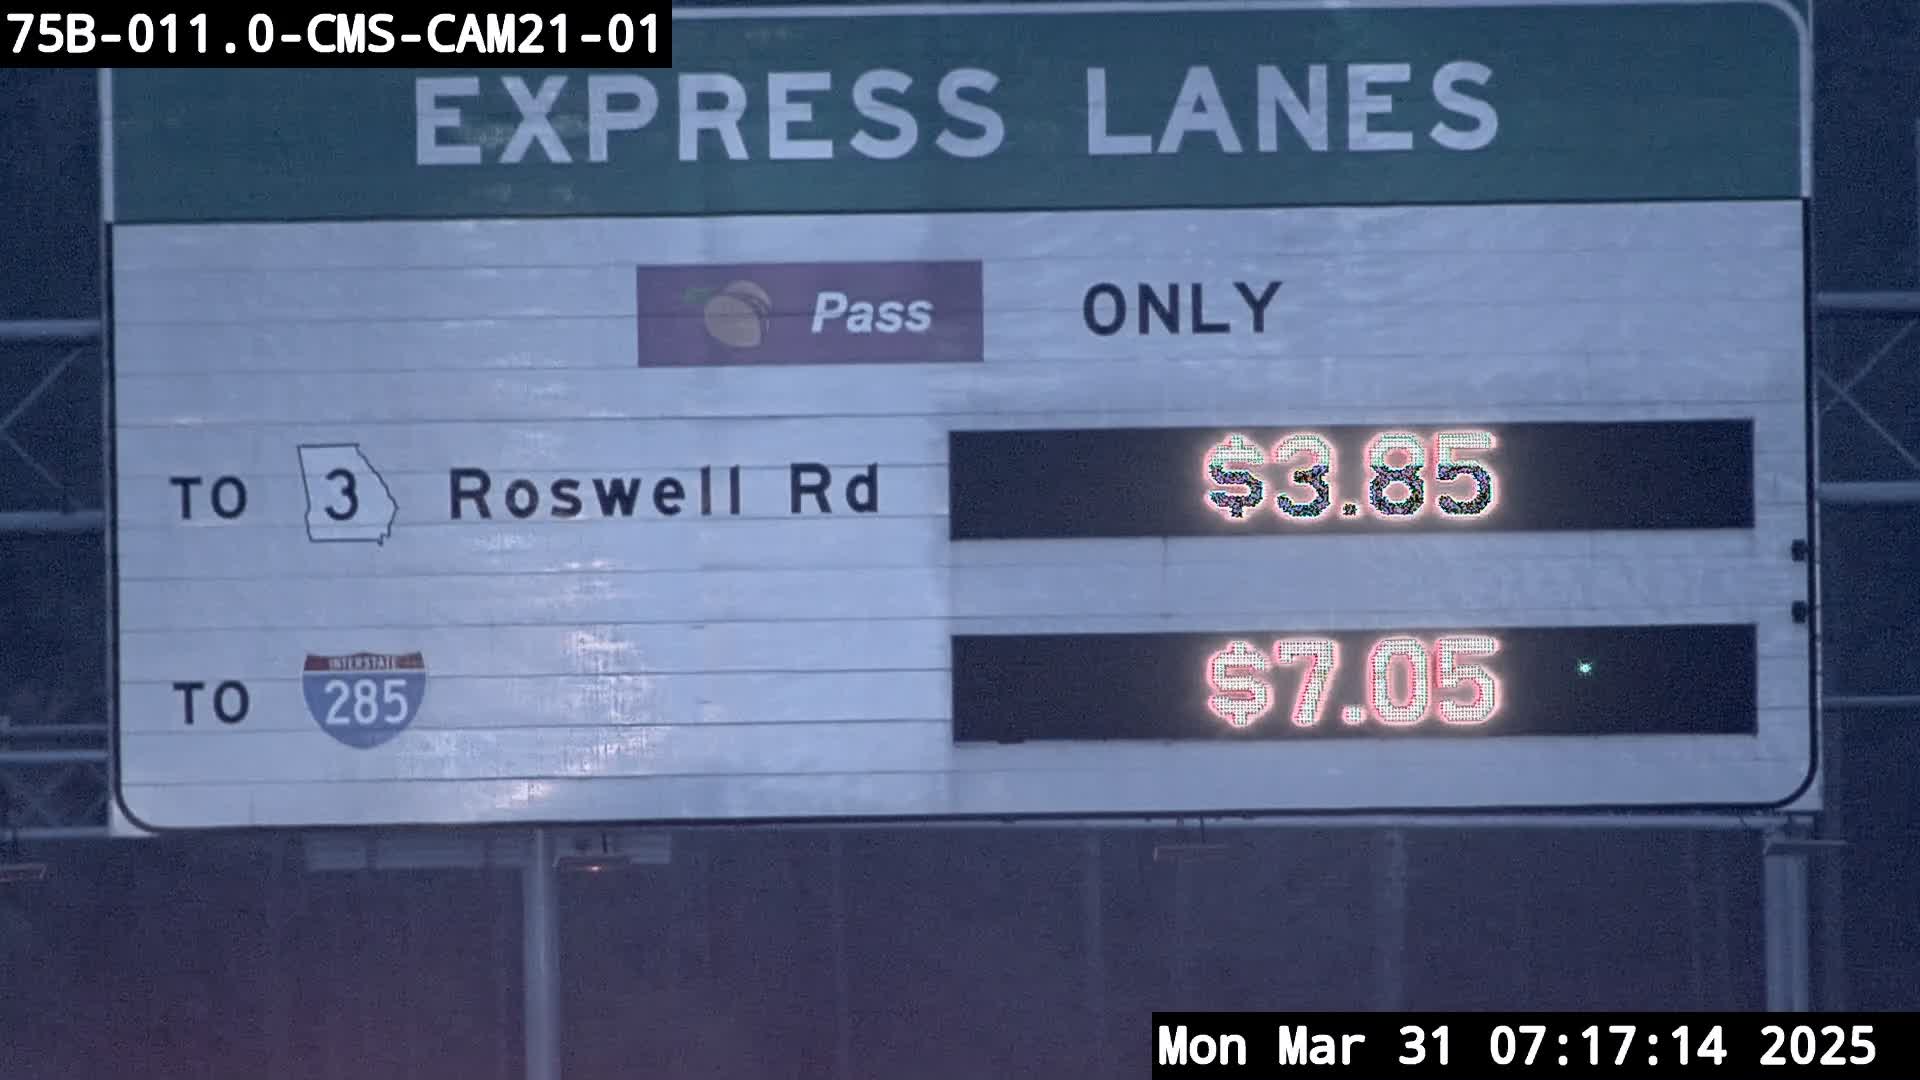 75B-011.0-CMS-CAM21-01
EXPRESS LANES
Pass ONLY
TO 3 Roswell Rd $3.85
INTERSTATE
TO 285 $7.05
Mon Mar 31 07:17:14 2025